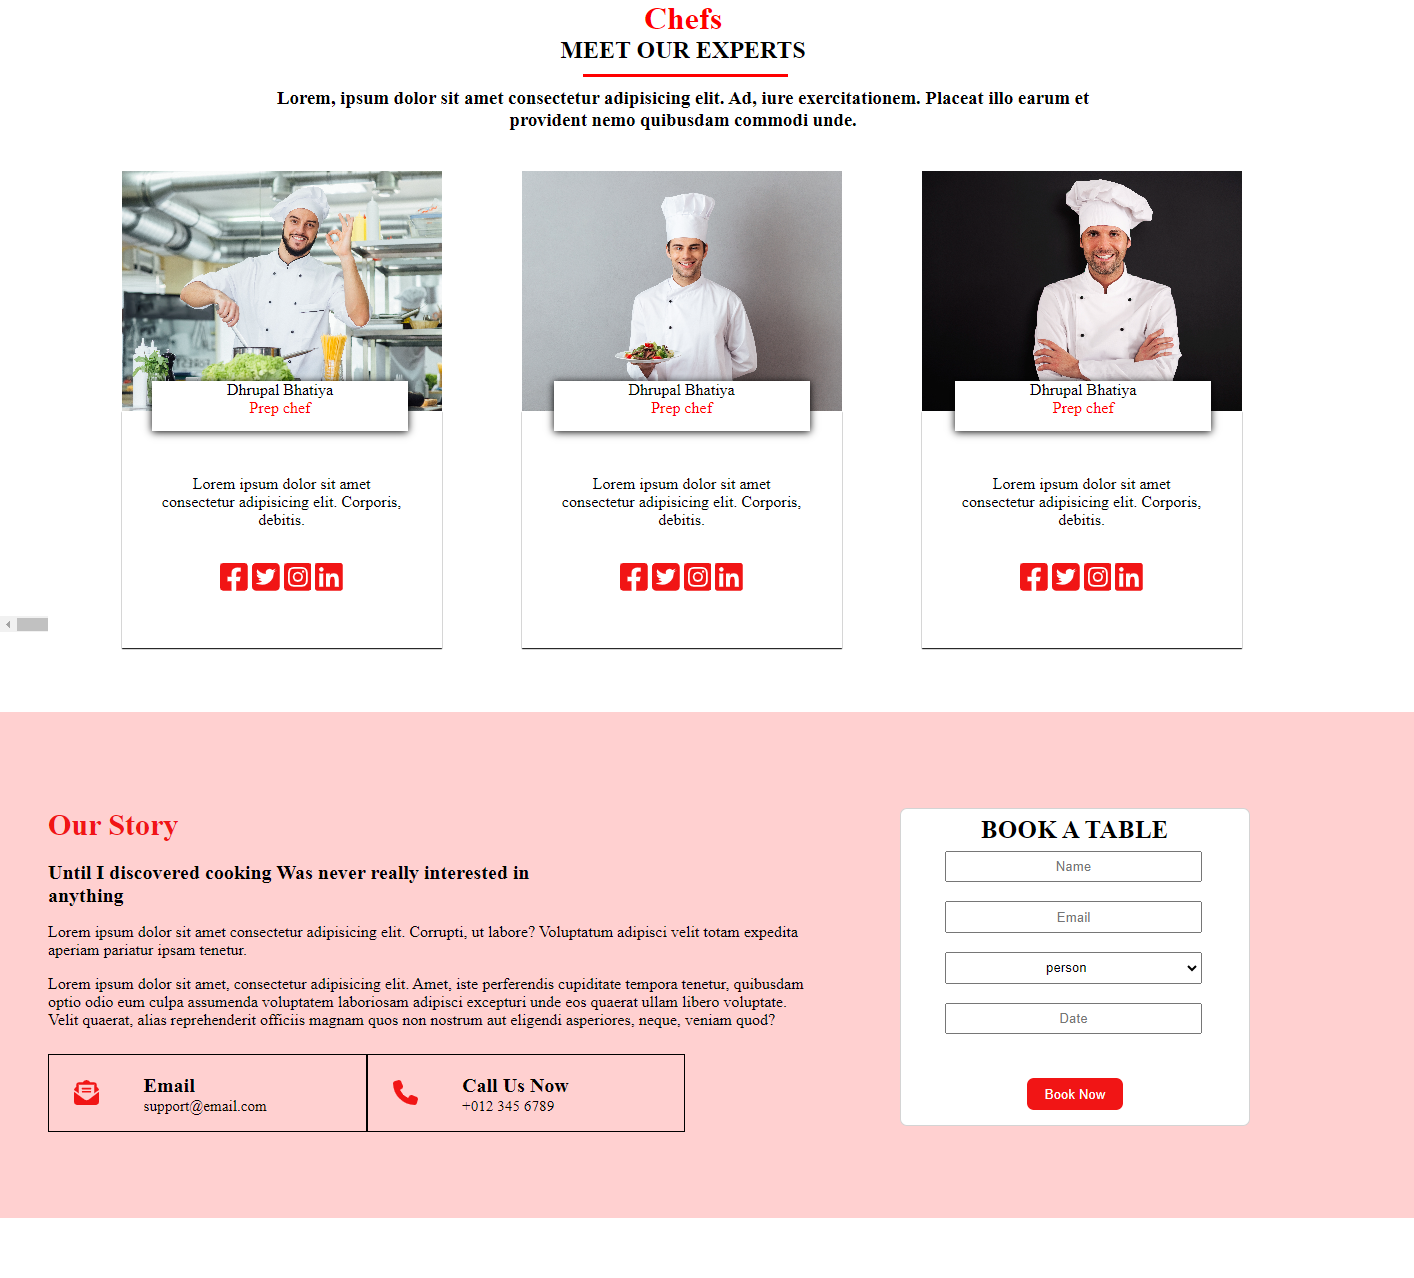 Chefs
MEET OUR EXPERTS
Lorem, ipsum dolor sit amet consectetur adipisicing elit. Ad, iure exercitationem. Placeat illo earum et
provident nemo quibusdam commodi unde.
Dhrupal Bhatiya
Prep chef
Lorem ipsum dolor sit amet
consectetur adipisicing elit. Corporis,
debitis.
Dhrupal Bhatiya
Prep chef
Lorem ipsum dolor sit amet
consectetur adipisicing elit. Corporis,
debitis.
Dhrupal Bhatiya
Prep chef
Lorem ipsum dolor sit amet
consectetur adipisicing elit. Corporis,
debitis.
Our Story
Until I discovered cooking Was never really interested in
anything
Lorem ipsum dolor sit amet consectetur adipisicing elit. Corrupti, ut labore? Voluptatum adipisci velit totam expedita
aperiam pariatur ipsam tenetur.
Lorem ipsum dolor sit amet, consectetur adipisicing elit. Amet, iste perferendis cupiditate tempora tenetur, quibusdam
optio odio eum culpa assumenda voluptatem laboriosam adipisci excepturi unde eos quaerat ullam libero voluptate.
Velit quaerat, alias reprehenderit officiis magnam quos non nostrum aut eligendi asperiores, neque, veniam quod?
Email
support@email.com
Call Us Now
+012 345 6789
BOOK A TABLE
Name
Email
person
Date
Book Now